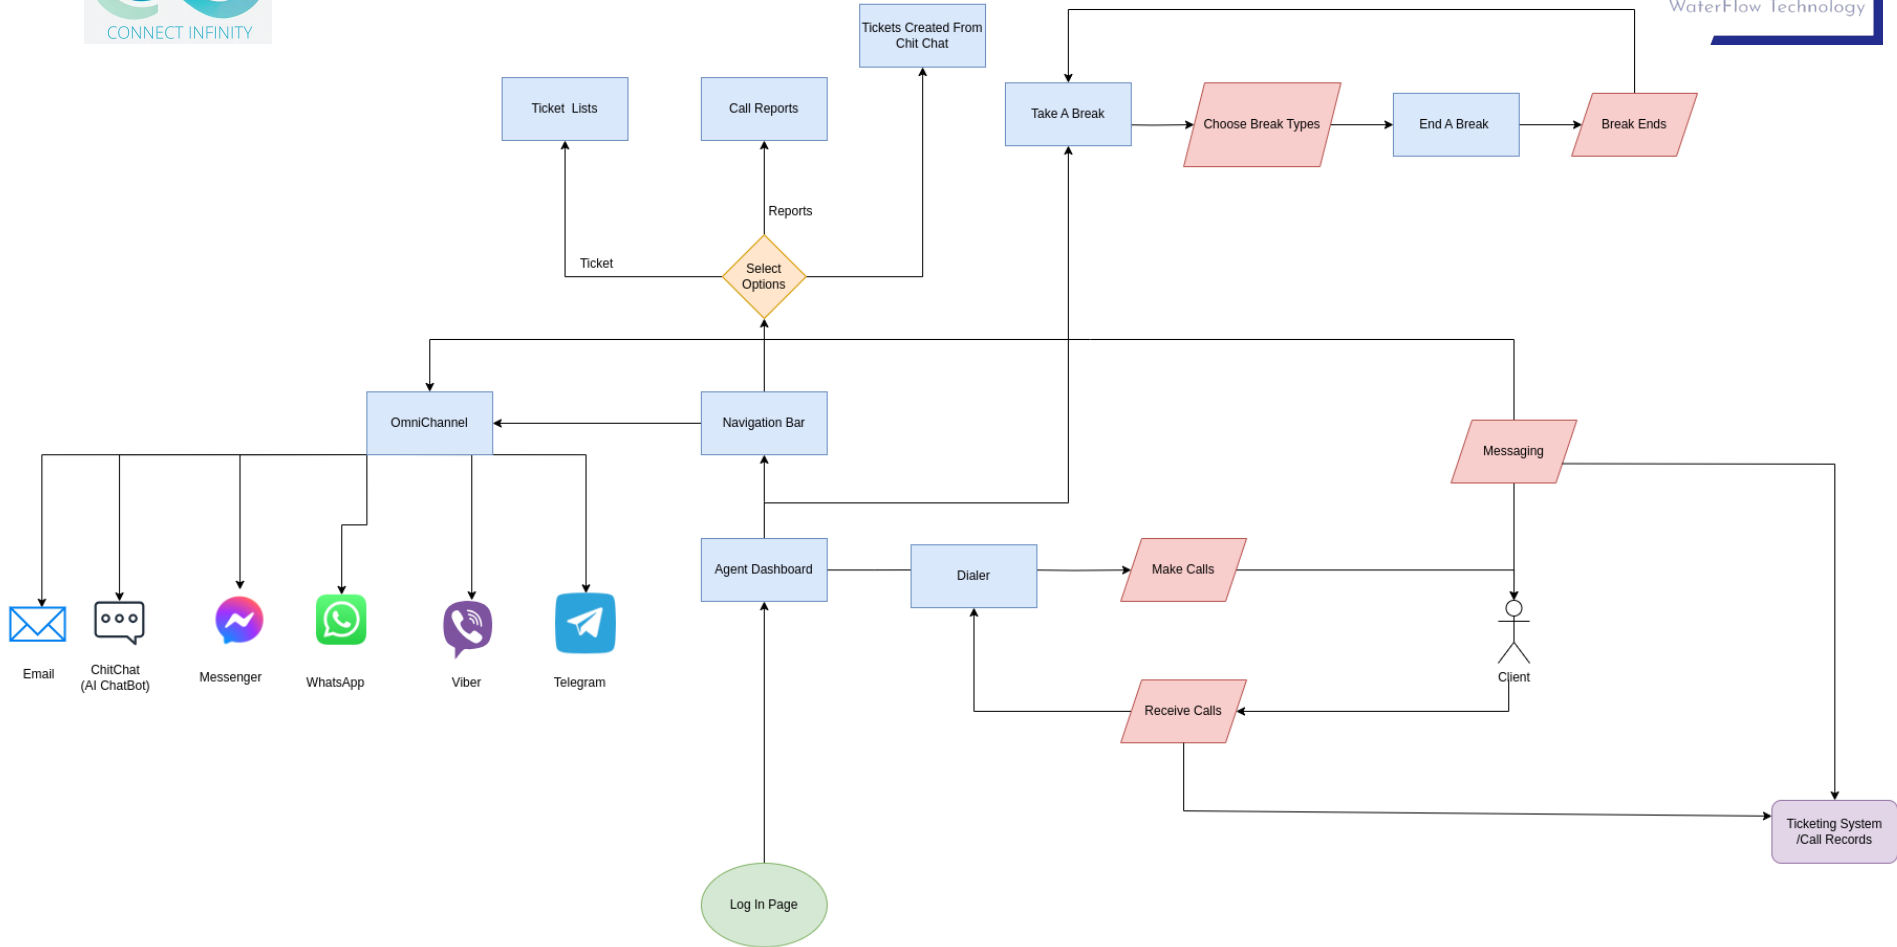 CONNECT INFINITY
WaterFlow Technology
Tickets Created From
Chit Chat
Ticket Lists
Call Reports
Take A Break
Choose Break Types
End A Break
Break Ends
Reports
Ticket
Select
Options
OmniChannel
Navigation Bar
Messaging
Agent Dashboard
Dialer
Make Calls
Email
ChitChat
(AI ChatBot)
Messenger
WhatsApp
Viber
Telegram
Client
Receive Calls
Ticketing System
/Call Records
Log In Page